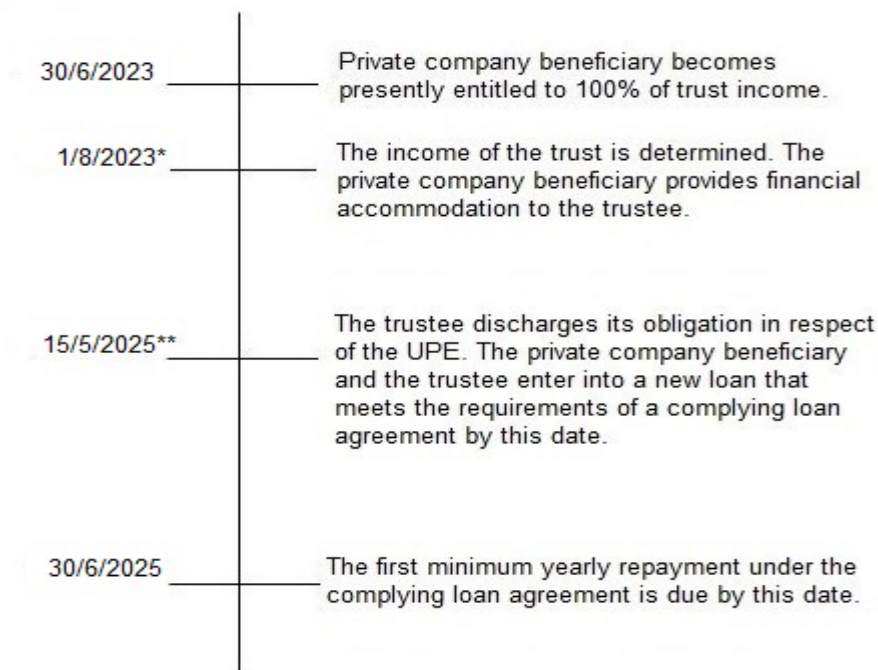 30/6/2023
Private company beneficiary becomes
presently entitled to 100% of trust income.
1/8/2023*
The income of the trust is determined. The
private company beneficiary provides financial
accommodation to the trustee.
15/5/2025**
The trustee discharges its obligation in respect
of the UPE. The private company beneficiary
and the trustee enter into a new loan that
meets the requirements of a complying loan
agreement by this date.
30/6/2025
The first minimum yearly repayment under the
complying loan agreement is due by this date.